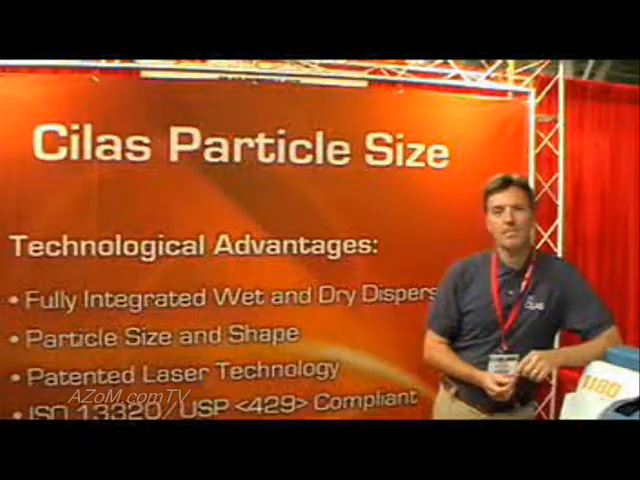 Cilas Particle Size
Technological Advantages:
• Fully Integrated Wet and Dry Dispers
• Particle Size and Shape
• Patented Laser Technology
• ISO 13320/USP <429> Compliant
AZoM.comTV
CILAS
1180